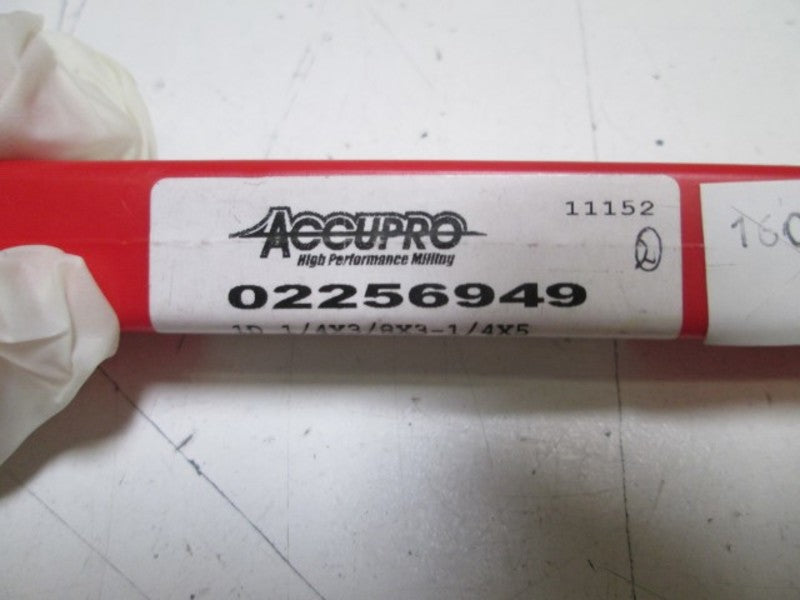 ACCUPRO
High Performance Milling
11152
02256949
1D 1/4X3/8X3-1/4X5